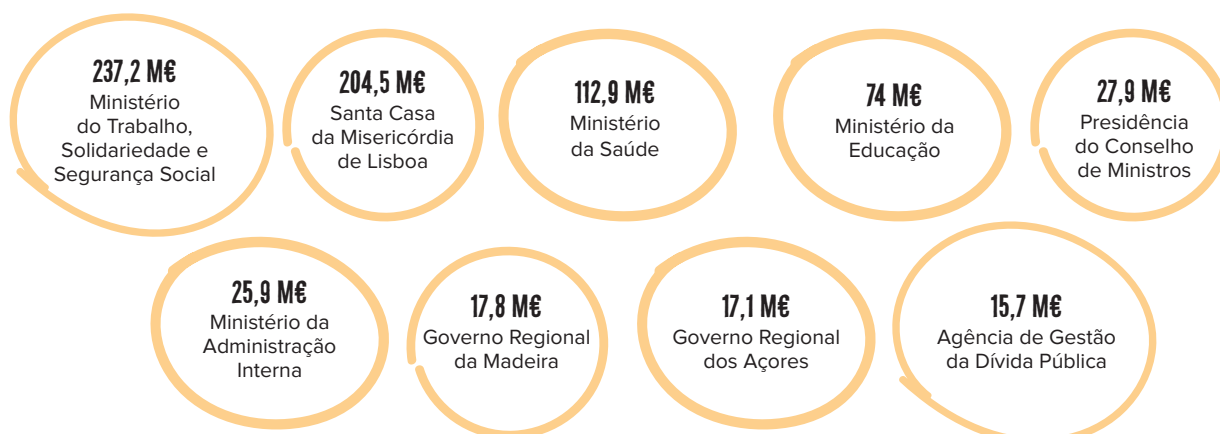 237,2 M€
Ministério
do Trabalho,
Solidariedade e
Segurança Social
204,5 M€
Santa Casa
da Misericórdia
de Lisboa
112,9 M€
Ministério
da Saúde
74 M€
Ministério da
Educação
27,9 M€
Presidência
do Conselho
de Ministros
25,9 M€
Ministério da
Administração
Interna
17,8 M€
Governo Regional
da Madeira
17,1 M€
Governo Regional
dos Açores
15,7 M€
Agência de Gestão
da Dívida Pública